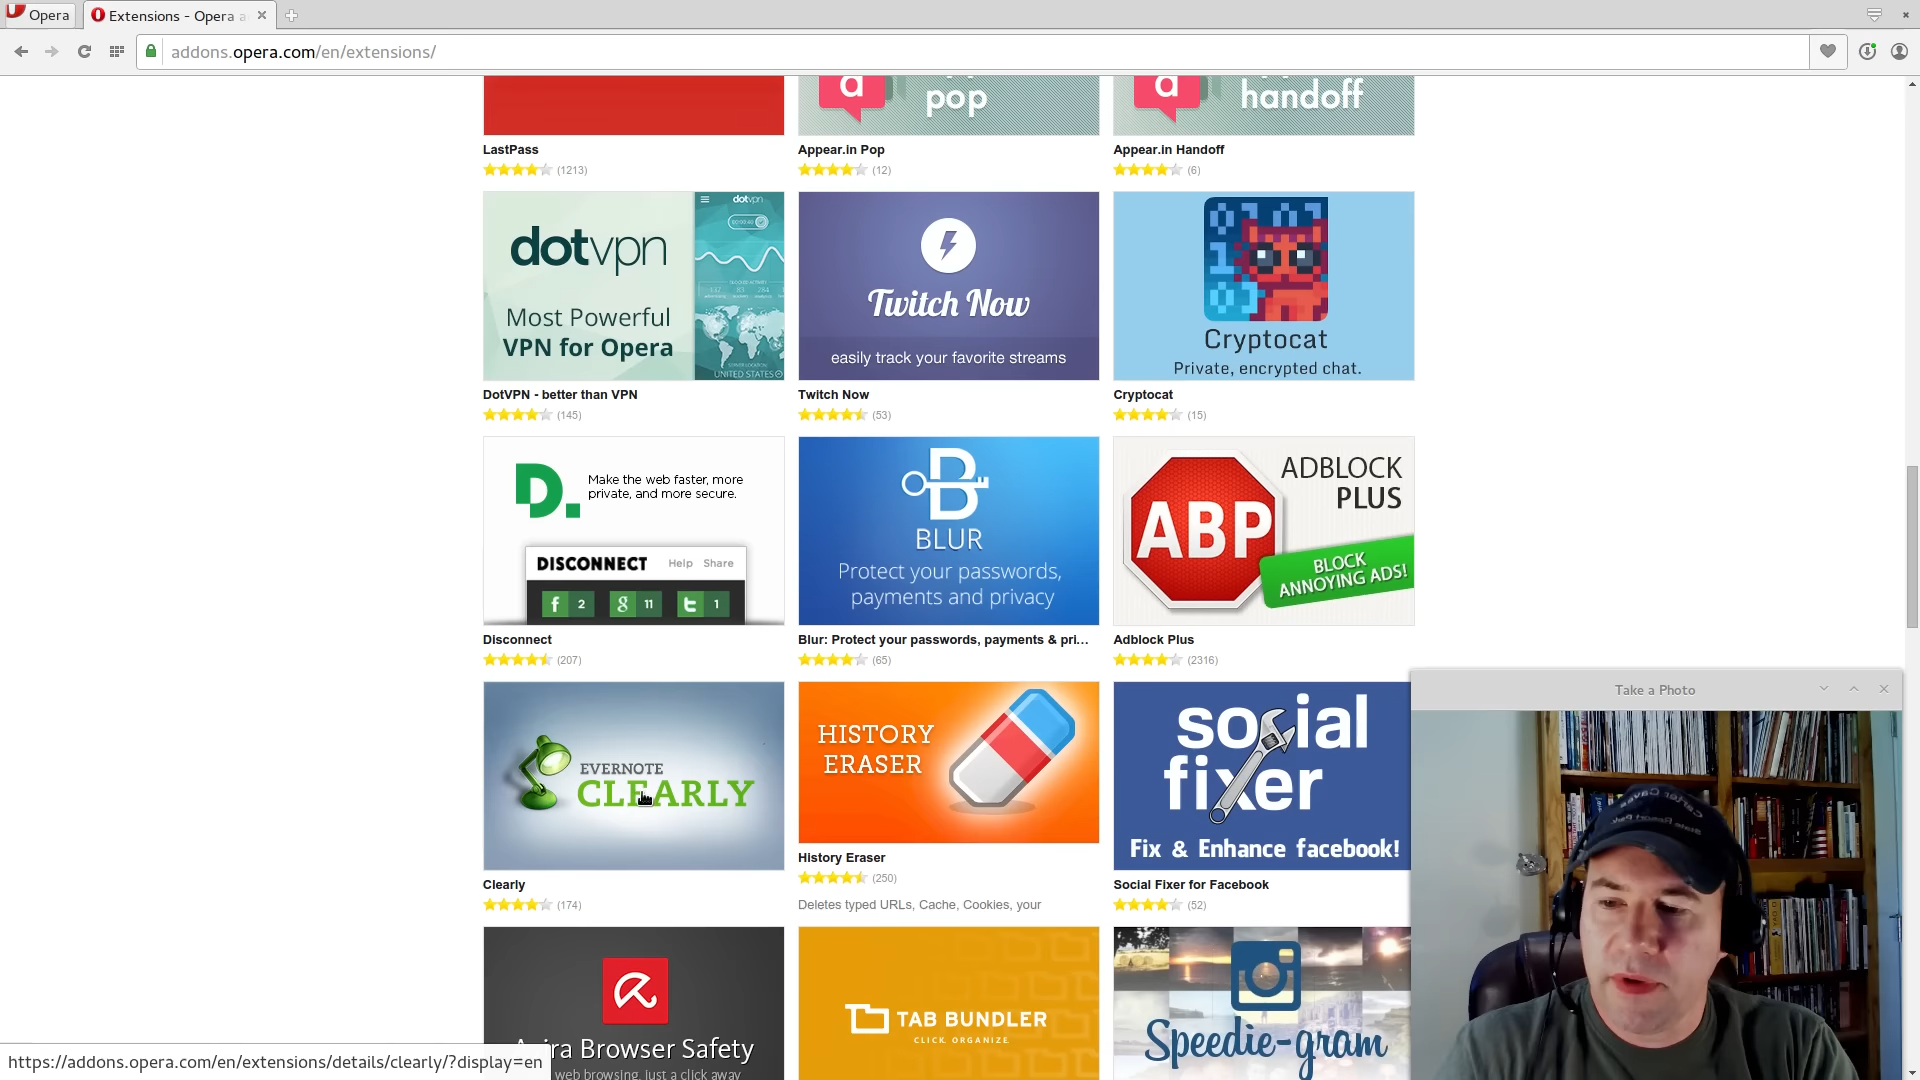 Opera
Extensions - Opera a
addons.opera.com/en/extensions/
a
pop
a
handoff
LastPass
(1213)
Appear.in Pop
(12)
Appear.in Handoff
(6)
dotvpn
Most Powerful
VPN for Opera
dotvpn
UNITED STATES
Twitch Now
easily track your favorite streams
Cryptocat
Private, encrypted chat.
DotVPN - better than VPN
(145)
Twitch Now
(53)
Cryptocat
(15)
D.
Make the web faster, more
private, and more secure.
DISCONNECT Help Share
f 2 g 11 t 1
B
BLUR
Protect your passwords,
payments and privacy
ADBLOCK
PLUS
ABP
BLOCK
ANNOYING ADS!
Disconnect
(207)
Blur: Protect your passwords, payments & pri...
(65)
Adblock Plus
(2316)
EVERNOTE
CLEARLY
HISTORY
ERASER
social
fixer
Fix & Enhance facebook!
Clearly
(174)
History Eraser
(250)
Deletes typed URLs, Cache, Cookies, your
Social Fixer for Facebook
(52)
Take a Photo
Browser Safety
web browsing, just a click away
TAB BUNDLER
CLICK. ORGANIZE.
Speedie-gram
https://addons.opera.com/en/extensions/details/clearly/?display=en